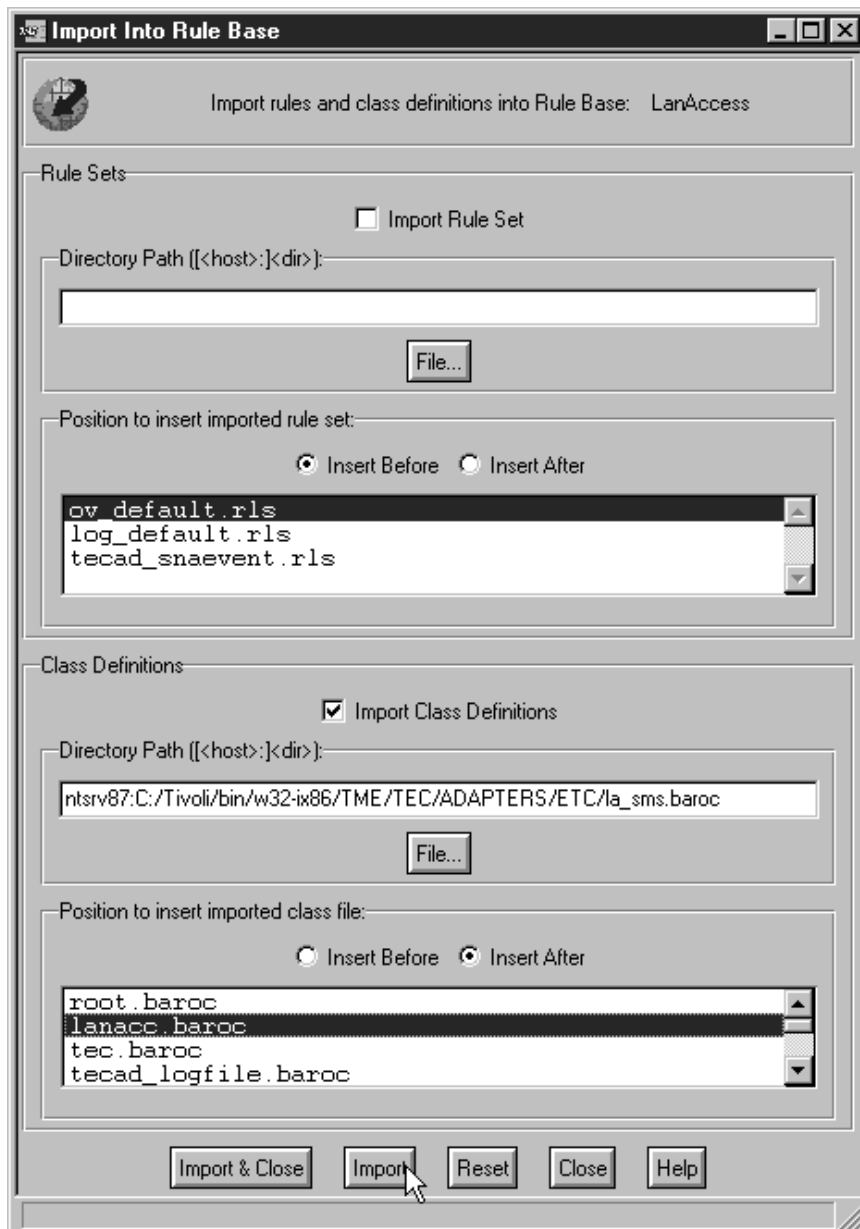 Import Into Rule Base
Import rules and class definitions into Rule Base: LanAccess
Rule Sets
Import Rule Set
Directory Path ([<host>:]<dir>):
File...
Position to insert imported rule set:
Insert Before Insert After
ov_default.rls
log_default.rls
tecad_snaevent.rls
Class Definitions
Import Class Definitions
Directory Path ([<host>:]<dir>):
ntsrv87:C:/Tivoli/bin/w32-ix86/TME/TEC/ADAPTERS/ETC/la_sms.baroc
File...
Position to insert imported class file:
Insert Before Insert After
root.baroc
lanacc.baroc
tec.baroc
tecad_logfile.baroc
Import & Close Import Reset Close Help